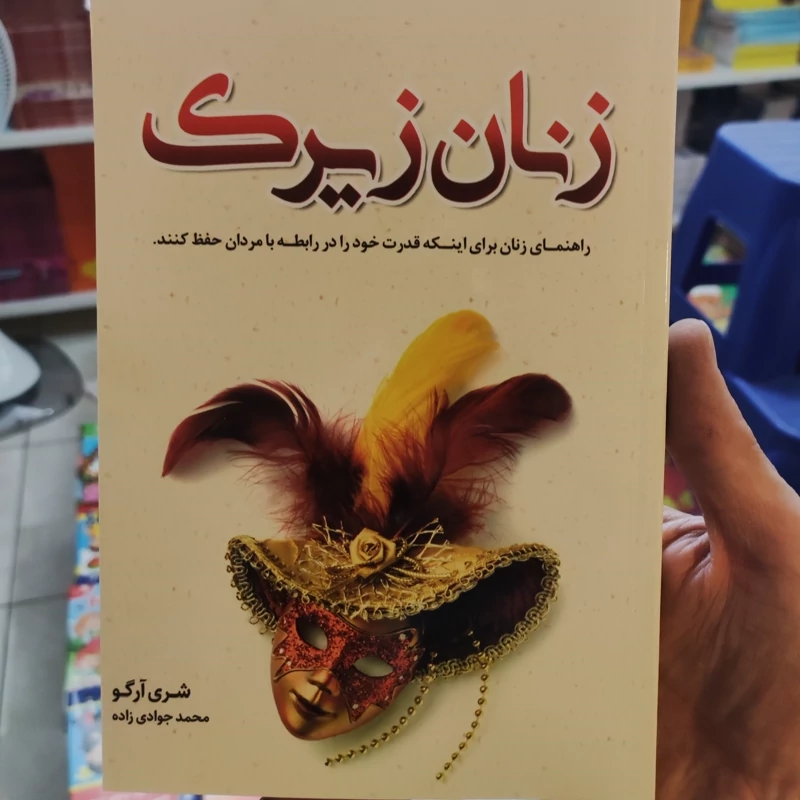 زنان زیرک
راهنمای زنان برای اینکه قدرت خود را در رابطه با مردان حفظ کنند.
شری آرگو
محمد جوادی زاده